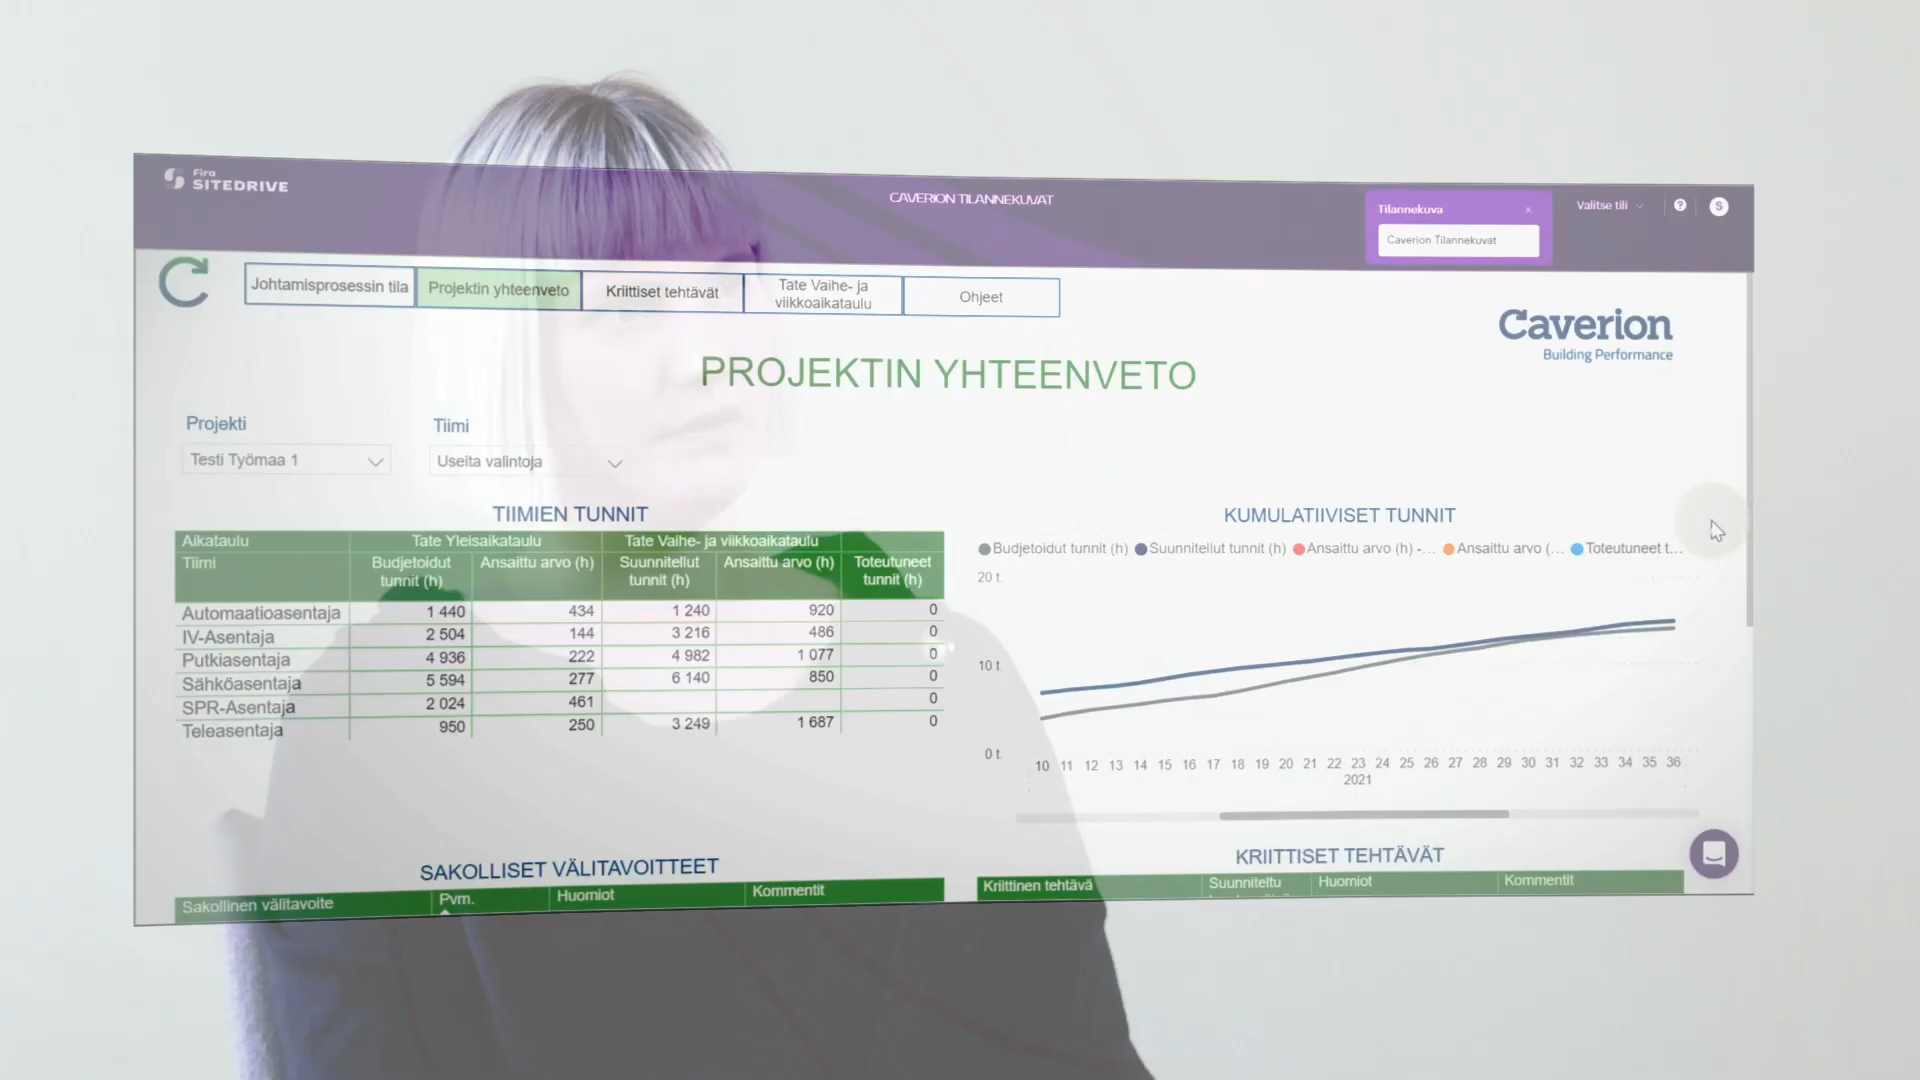 Fira
SITEDRIVE
CAVERION TILANNEKUVAT
Tilannekuva ×
Caverion Tilannekuvat
Valitse tili
?
S
Johtamisprosessin tila
Projektin yhteenveto
Kriittiset tehtävät
Tate Vaihe- ja
viikkoaikataulu
Ohjeet
Caverion
Building Performance
PROJEKTIN YHTEENVETO
Projekti
Testi Työmaa 1
Tiimi
Useita valintoja
TIIMIEN TUNNIT
Aikataulu Tate Yleisaikataulu Tate Vaihe- ja viikkoaikataulu
Tiimi Budjetoidut Ansaittu arvo (h) Suunnitellut Ansaittu arvo (h) Toteutuneet
tunnit (h) tunnit (h) tunnit (h)
Automaatioasentaja 1 440 434 1 240 920 0
IV-Asentaja 2 504 144 3 216 486 0
Putkiasentaja 4 936 222 4 982 1 077 0
Sähköasentaja 5 594 277 6 140 850 0
SPR-Asentaja 2 024 461 0
Teleasentaja 950 250 3 249 1 687 0
KUMULATIIVISET TUNNIT
Budjetoidut tunnit (h) Suunnitellut tunnit (h) Ansaittu arvo (h) -... Ansaittu arvo (... Toteutuneet t...
20 t.
10 t.
0 t.
10 11 12 13 14 15 16 17 18 19 20 21 22 23 24 25 26 27 28 29 30 31 32 33 34 35 36
2021
SAKOLLISET VÄLITAVOITTEET
Sakollinen välitavoite Pvm. Huomiot Kommentit
KRIITTISET TEHTÄVÄT
Kriittinen tehtävä Suunniteltu Huomiot Kommentit